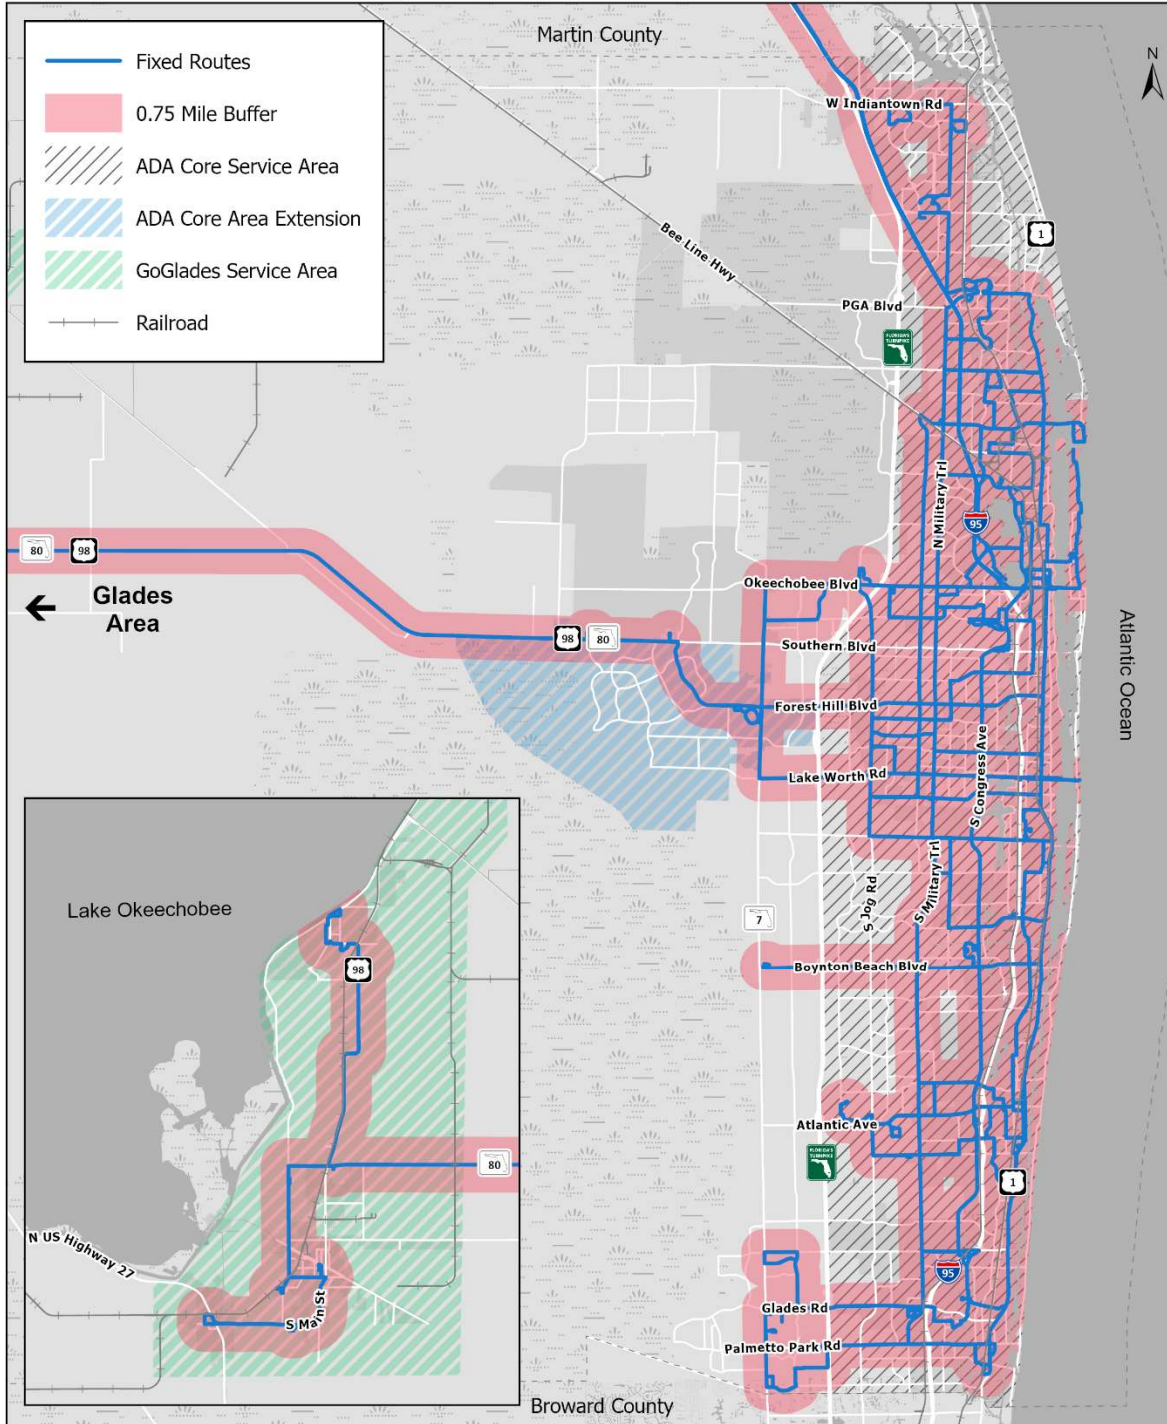 Fixed Routes
0.75 Mile Buffer
ADA Core Service Area
ADA Core Area Extension
GoGlades Service Area
Railroad
Martin County
N
W Indiantown Rd
1
Bee Line Hwy
PGA Blvd
FLORIDA'S
TURNPIKE
N Military Trl
95
80
98
Okeechobee Blvd
Glades
Area
98
80
Southern Blvd
Atlantic Ocean
Forest Hill Blvd
S Congress Ave
Lake Worth Rd
S Jog Rd
S Military Trl
7
Boynton Beach Blvd
Lake Okeechobee
98
Atlantic Ave
FLORIDA'S
TURNPIKE
80
1
N US Highway 27
95
S Main St
Glades Rd
Palmetto Park Rd
Broward County